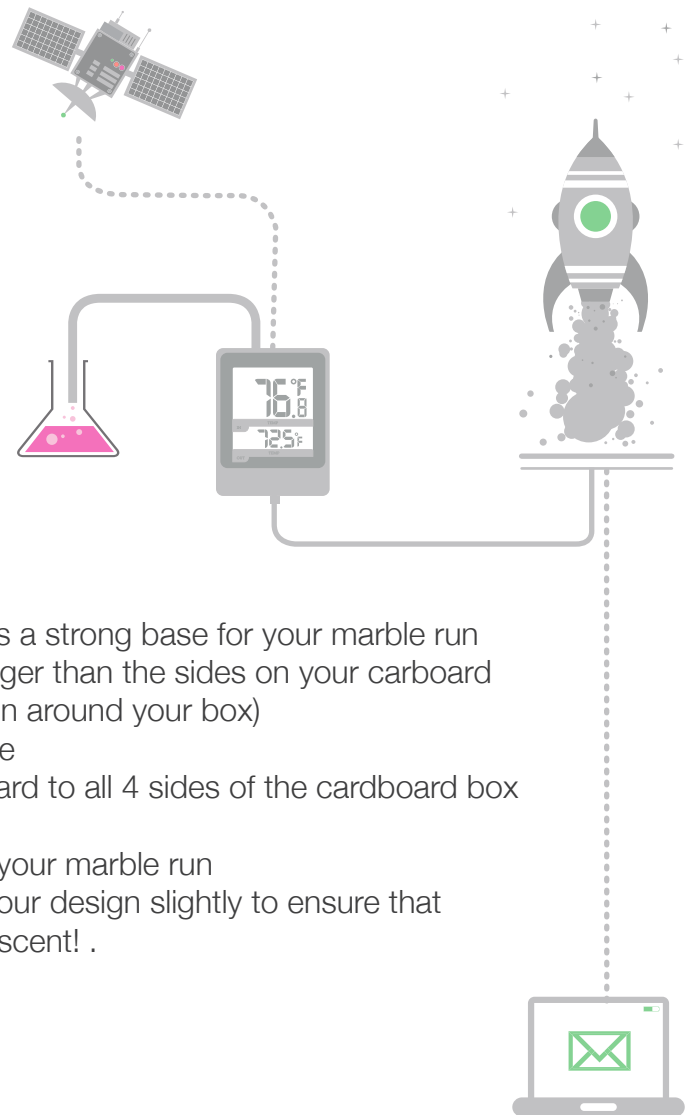 76.8°F
72.5°F
s a strong base for your marble run
ger than the sides on your carboard
n around your box)
e
ard to all 4 sides of the cardboard box
your marble run
our design slightly to ensure that
scent! .